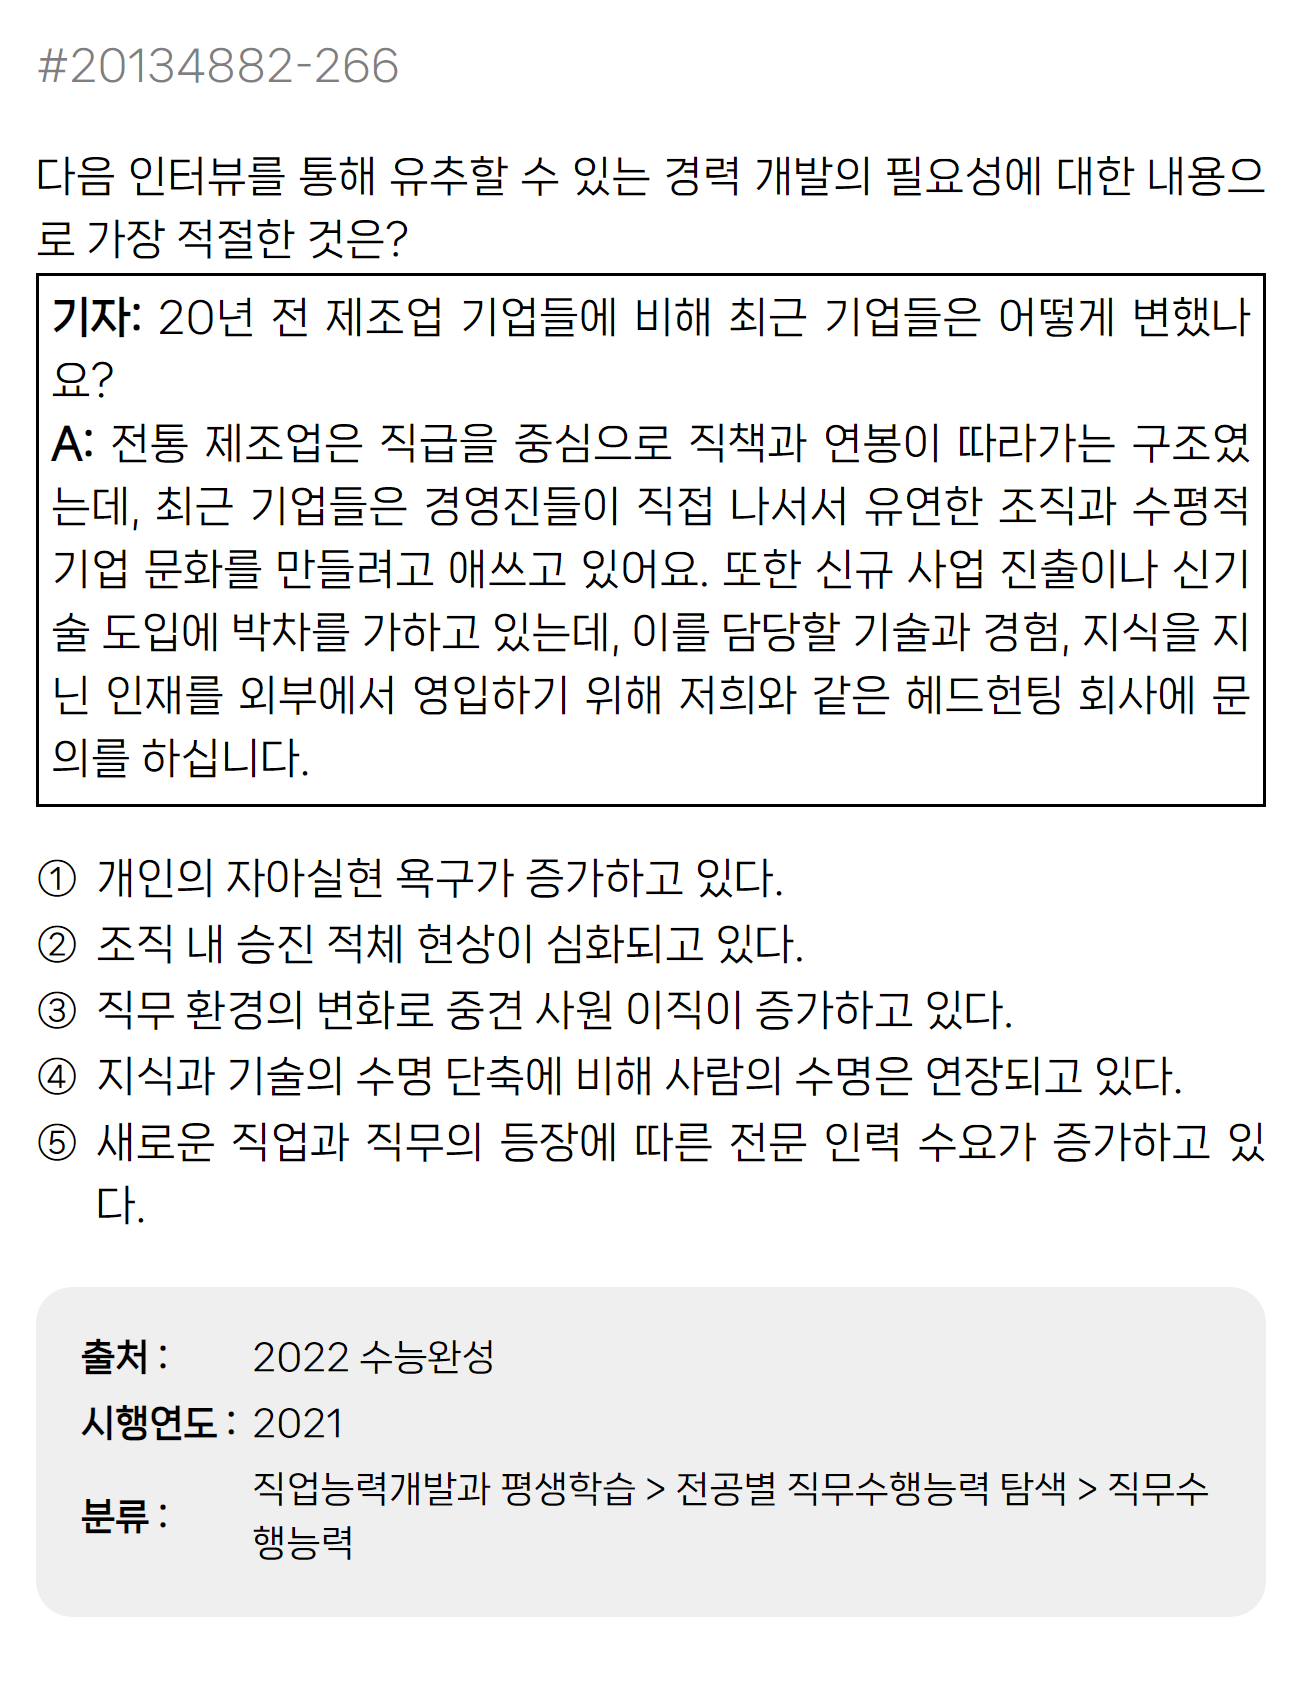 #20134882-266
다음 인터뷰를 통해 유추할 수 있는 경력 개발의 필요성에 대한 내용으
로 가장 적절한 것은?
기자: 20년 전 제조업 기업들에 비해 최근 기업들은 어떻게 변했나
요?
A: 전통 제조업은 직급을 중심으로 직책과 연봉이 따라가는 구조였
는데, 최근 기업들은 경영진들이 직접 나서서 유연한 조직과 수평적
기업 문화를 만들려고 애쓰고 있어요. 또한 신규 사업 진출이나 신기
술 도입에 박차를 가하고 있는데, 이를 담당할 기술과 경험, 지식을 지
닌 인재를 외부에서 영입하기 위해 저희와 같은 헤드헌팅 회사에 문
의를 하십니다.
① 개인의 자아실현 욕구가 증가하고 있다.
② 조직 내 승진 적체 현상이 심화되고 있다.
③ 직무 환경의 변화로 중견 사원 이직이 증가하고 있다.
④ 지식과 기술의 수명 단축에 비해 사람의 수명은 연장되고 있다.
⑤ 새로운 직업과 직무의 등장에 따른 전문 인력 수요가 증가하고 있
다.
출처 : 2022 수능완성
시행연도 : 2021
분류 : 직업능력개발과 평생학습 > 전공별 직무수행능력 탐색 > 직무수
행능력